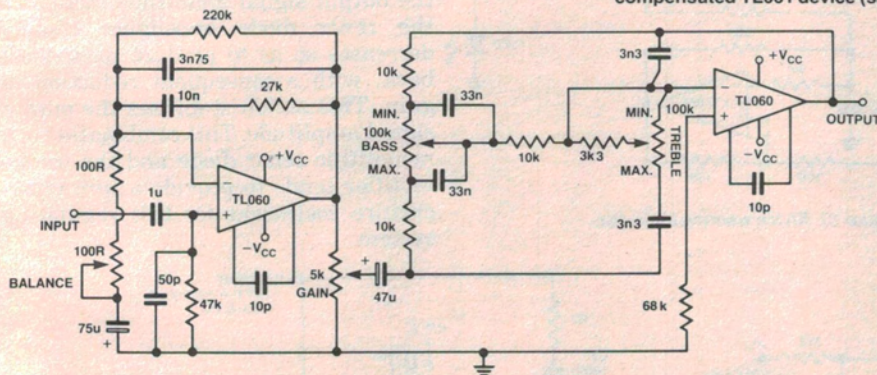 compensated TL061 device
220k
3n75
10n
27k
100R
+VCC
TL060
-VCC
10p
1u
INPUT
100R
BALANCE
50p
47k
75u
+
5k
GAIN
+
47u
10k
MIN.
100k
BASS
MAX.
10k
33n
33n
10k
3k3
3n3
MIN.
100k
TREBLE
MAX.
3n3
-
+
+VCC
TL060
-VCC
10p
OUTPUT
68k